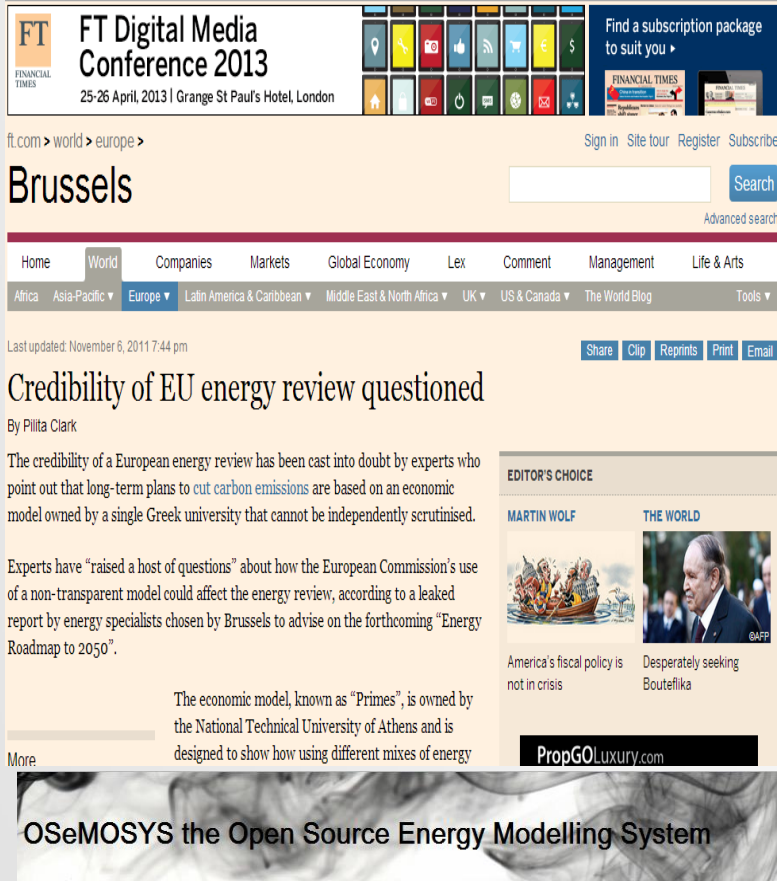 FT
FINANCIAL
TIMES
FT Digital Media
Conference 2013
25-26 April, 2013 | Grange St Paul's Hotel, London
Find a subscription package
to suit you
FINANCIAL TIMES
ft.com > world > europe >
Sign in Site tour Register Subscribe
Brussels
Search
Advanced search
Home World Companies Markets Global Economy Lex Comment Management Life & Arts
Africa Asia-Pacific Europe Latin America & Caribbean Middle East & North Africa UK US & Canada The World Blog Tools
Last updated: November 6, 2011 7:44 pm
Share Clip Reprints Print Email
Credibility of EU energy review questioned
By Pilita Clark
The credibility of a European energy review has been cast into doubt by experts who
point out that long-term plans to cut carbon emissions are based on an economic
model owned by a single Greek university that cannot be independently scrutinised.
Experts have “raised a host of questions” about how the European Commission's use
of a non-transparent model could affect the energy review, according to a leaked
report by energy specialists chosen by Brussels to advise on the forthcoming “Energy
Roadmap to 2050”.
The economic model, known as “Primes”, is owned by
the National Technical University of Athens and is
designed to show how using different mixes of energy
More
EDITOR'S CHOICE
MARTIN WOLF
America's fiscal policy is
not in crisis
THE WORLD
©AFP
Desperately seeking
Bouteflika
PropGOLuxury.com
OSeMOSYS the Open Source Energy Modelling System